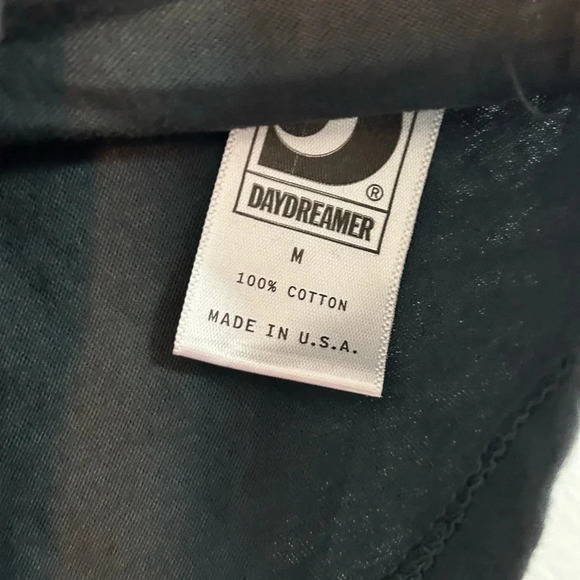 ®
DAYDREAMER
M
100% COTTON
MADE IN U.S.A.